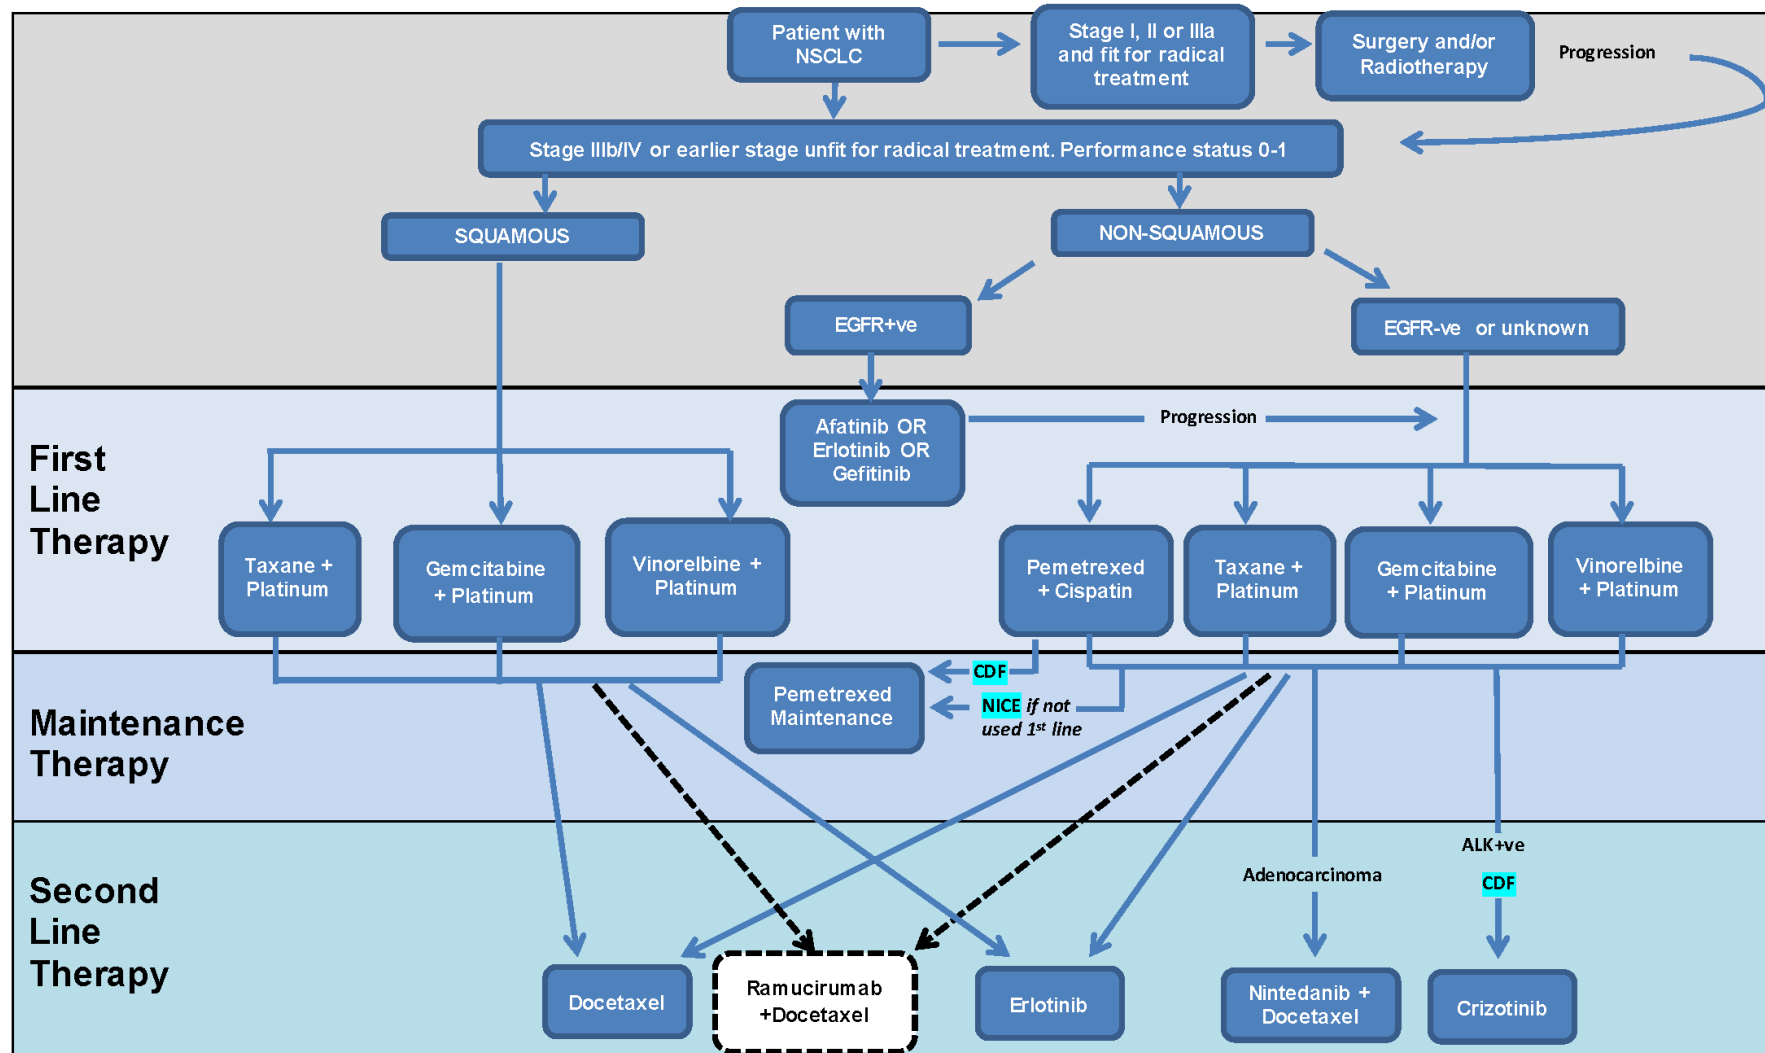 Patient with
NSCLC
Stage I, II or IIIa
and fit for radical
treatment
Surgery and/or
Radiotherapy
Progression
Stage IIIb/IV or earlier stage unfit for radical treatment. Performance status 0-1
SQUAMOUS
NON-SQUAMOUS
EGFR+ve
EGFR-ve or unknown
First
Line
Therapy
Afatinib OR
Erlotinib OR
Gefitinib
Progression
Taxane +
Platinum
Gemcitabine
+ Platinum
Vinorelbine +
Platinum
Pemetrexed
+ Cispatin
Taxane +
Platinum
Gemcitabine
+ Platinum
Vinorelbine
+ Platinum
Maintenance
Therapy
Pemetrexed
Maintenance
CDF
NICE if not
used 1st line
Second
Line
Therapy
Adenocarcinoma
ALK+ve
CDF
Docetaxel
Ramucirumab
+Docetaxel
Erlotinib
Nintedanib +
Docetaxel
Crizotinib